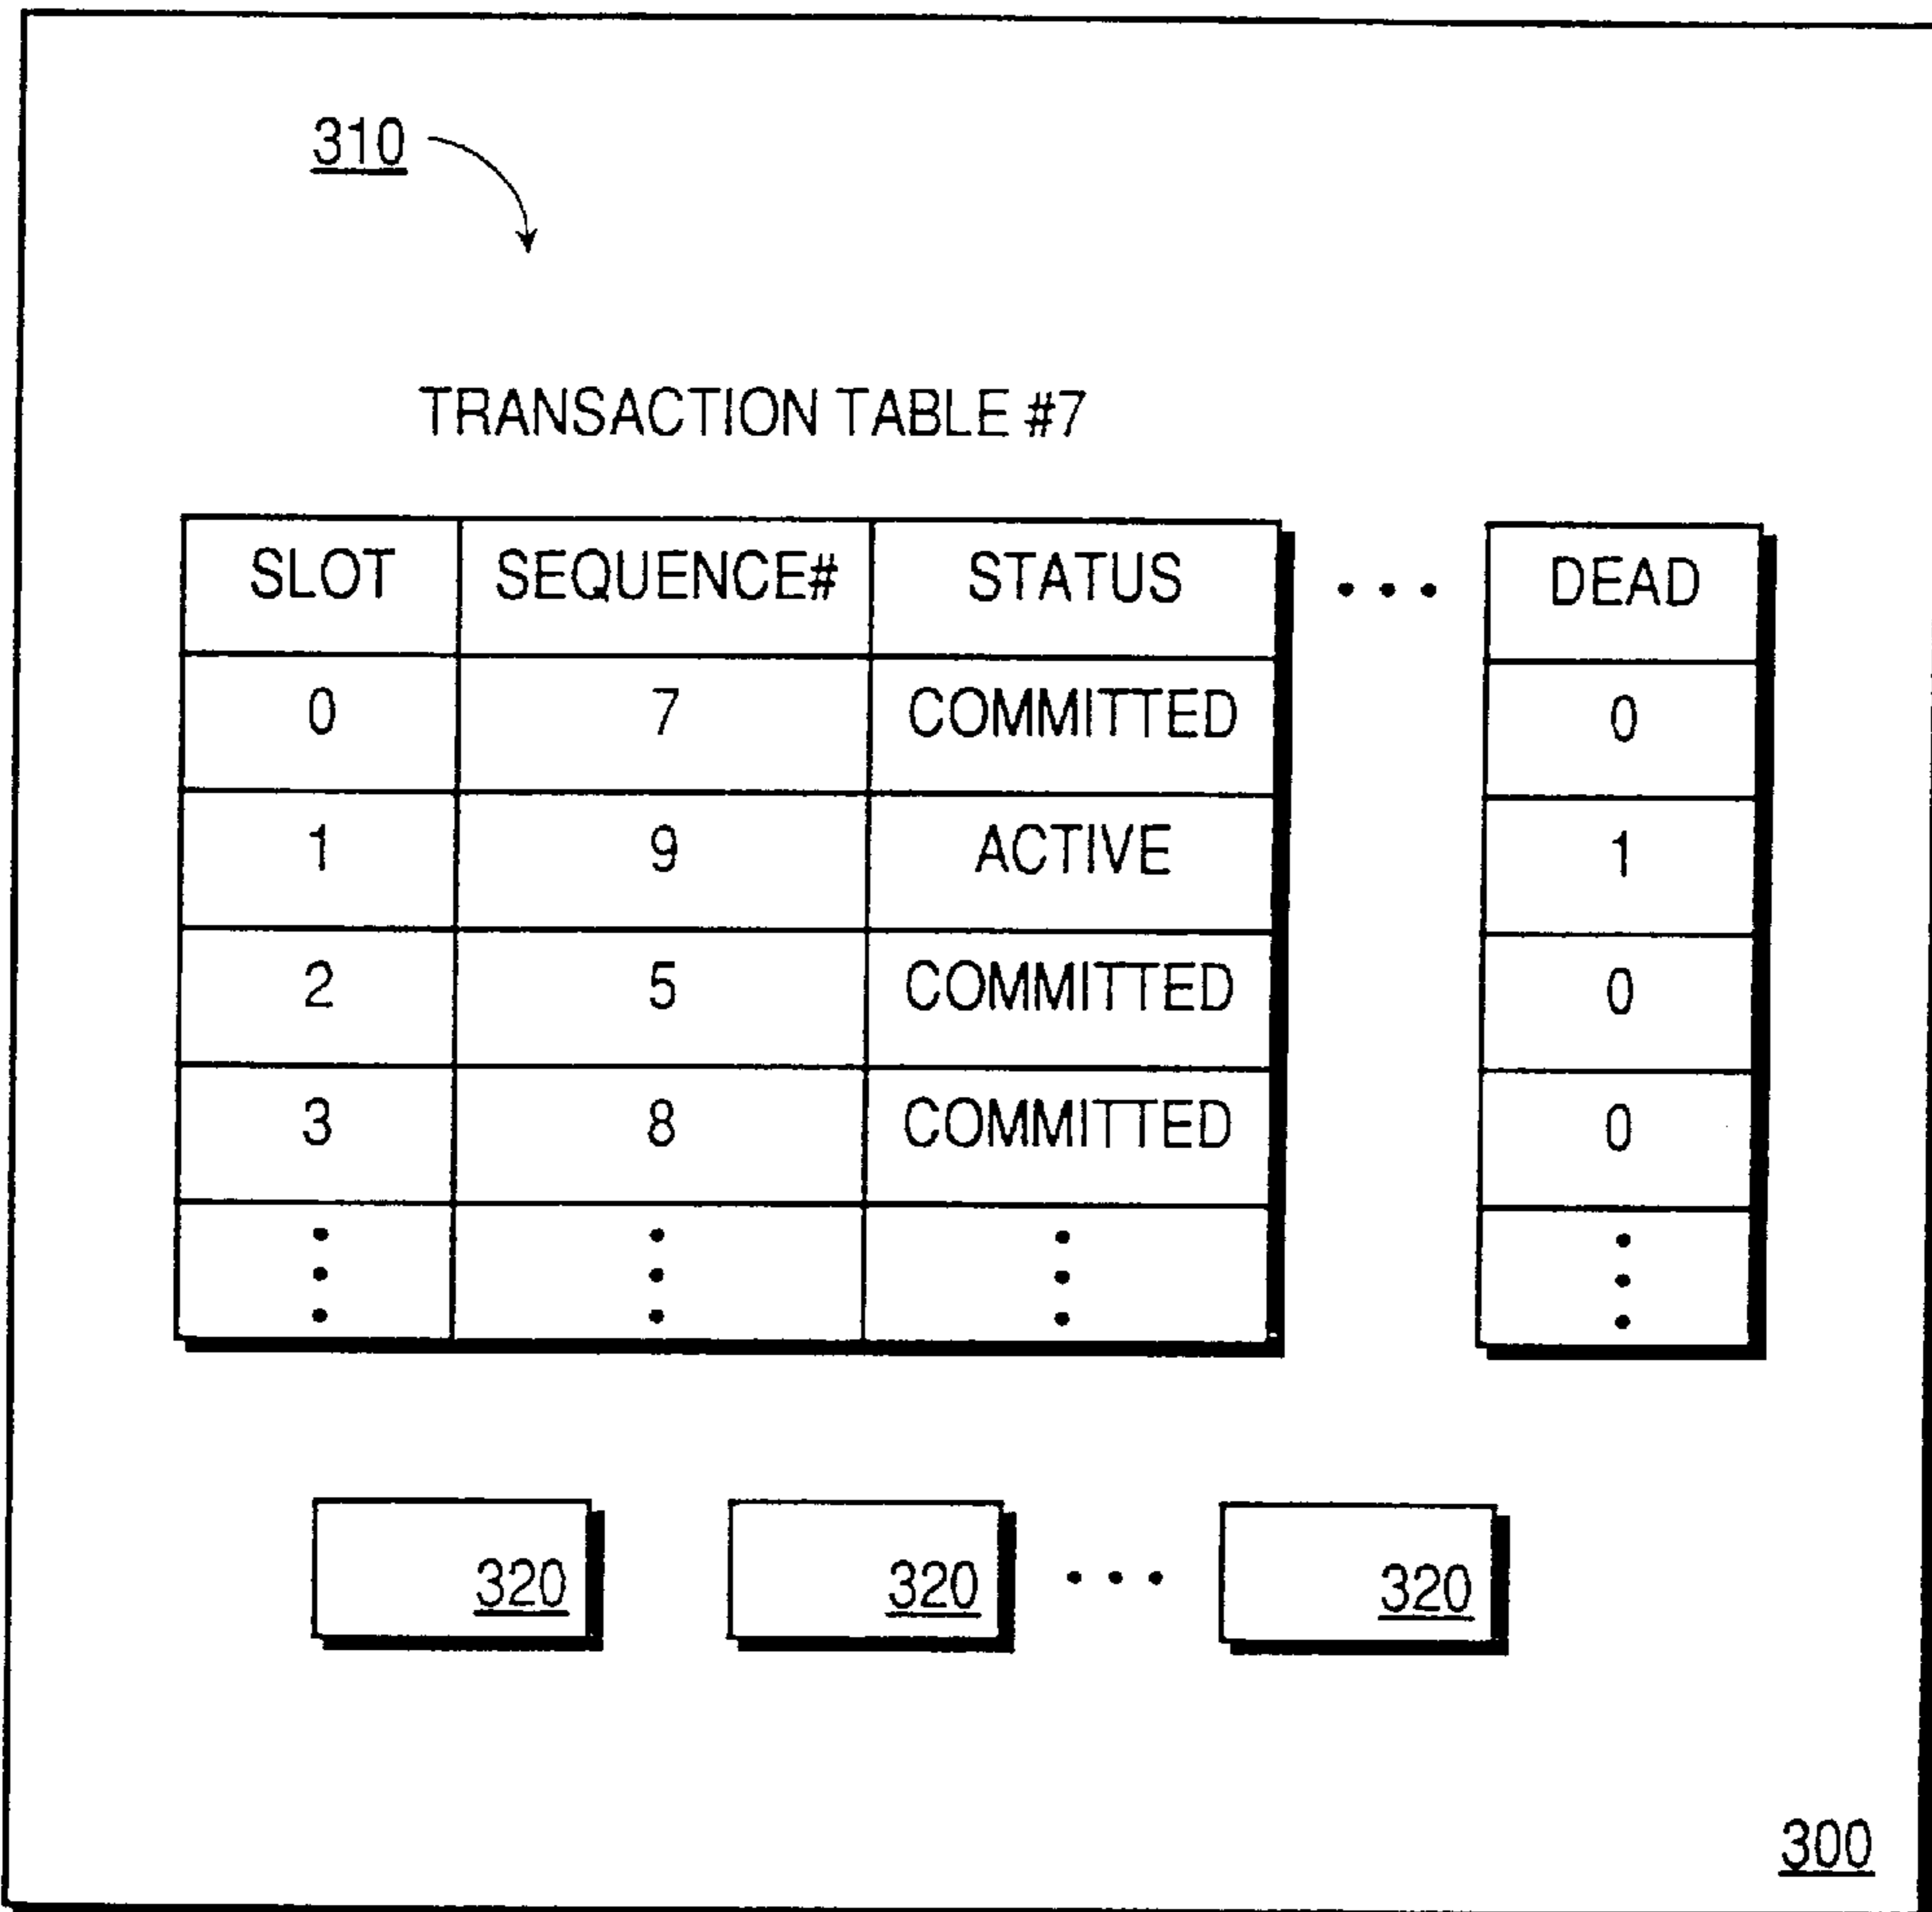 310
TRANSACTION TABLE #7
SLOT SEQUENCE# STATUS ... DEAD
0 7 COMMITTED 0
1 9 ACTIVE 1
2 5 COMMITTED 0
3 8 COMMITTED 0
320 320 ... 320
300